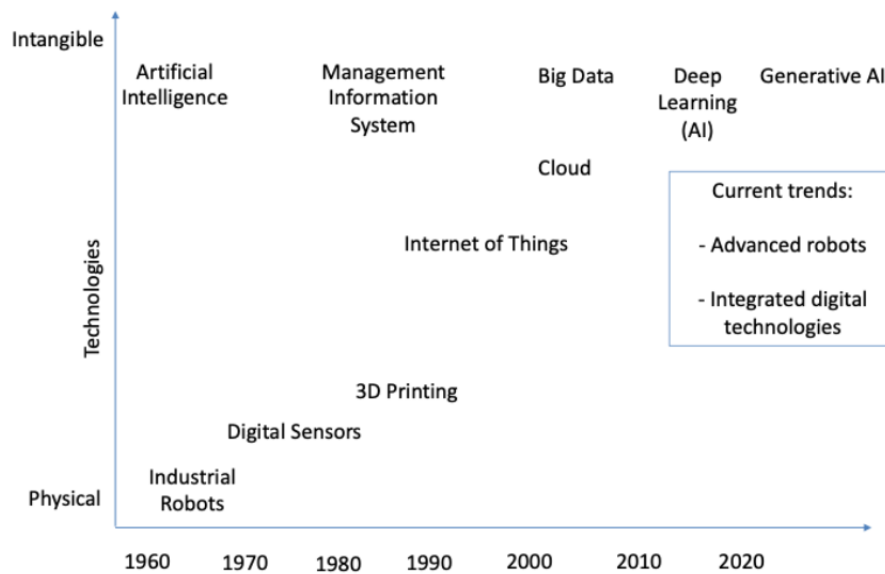 Intangible
Artificial
Intelligence
Management
Information
System
Big Data
Deep
Learning
(AI)
Generative AI
Cloud
Current trends:
- Advanced robots
- Integrated digital
technologies
Internet of Things
Technologies
3D Printing
Digital Sensors
Industrial
Robots
Physical
1960 1970 1980 1990 2000 2010 2020